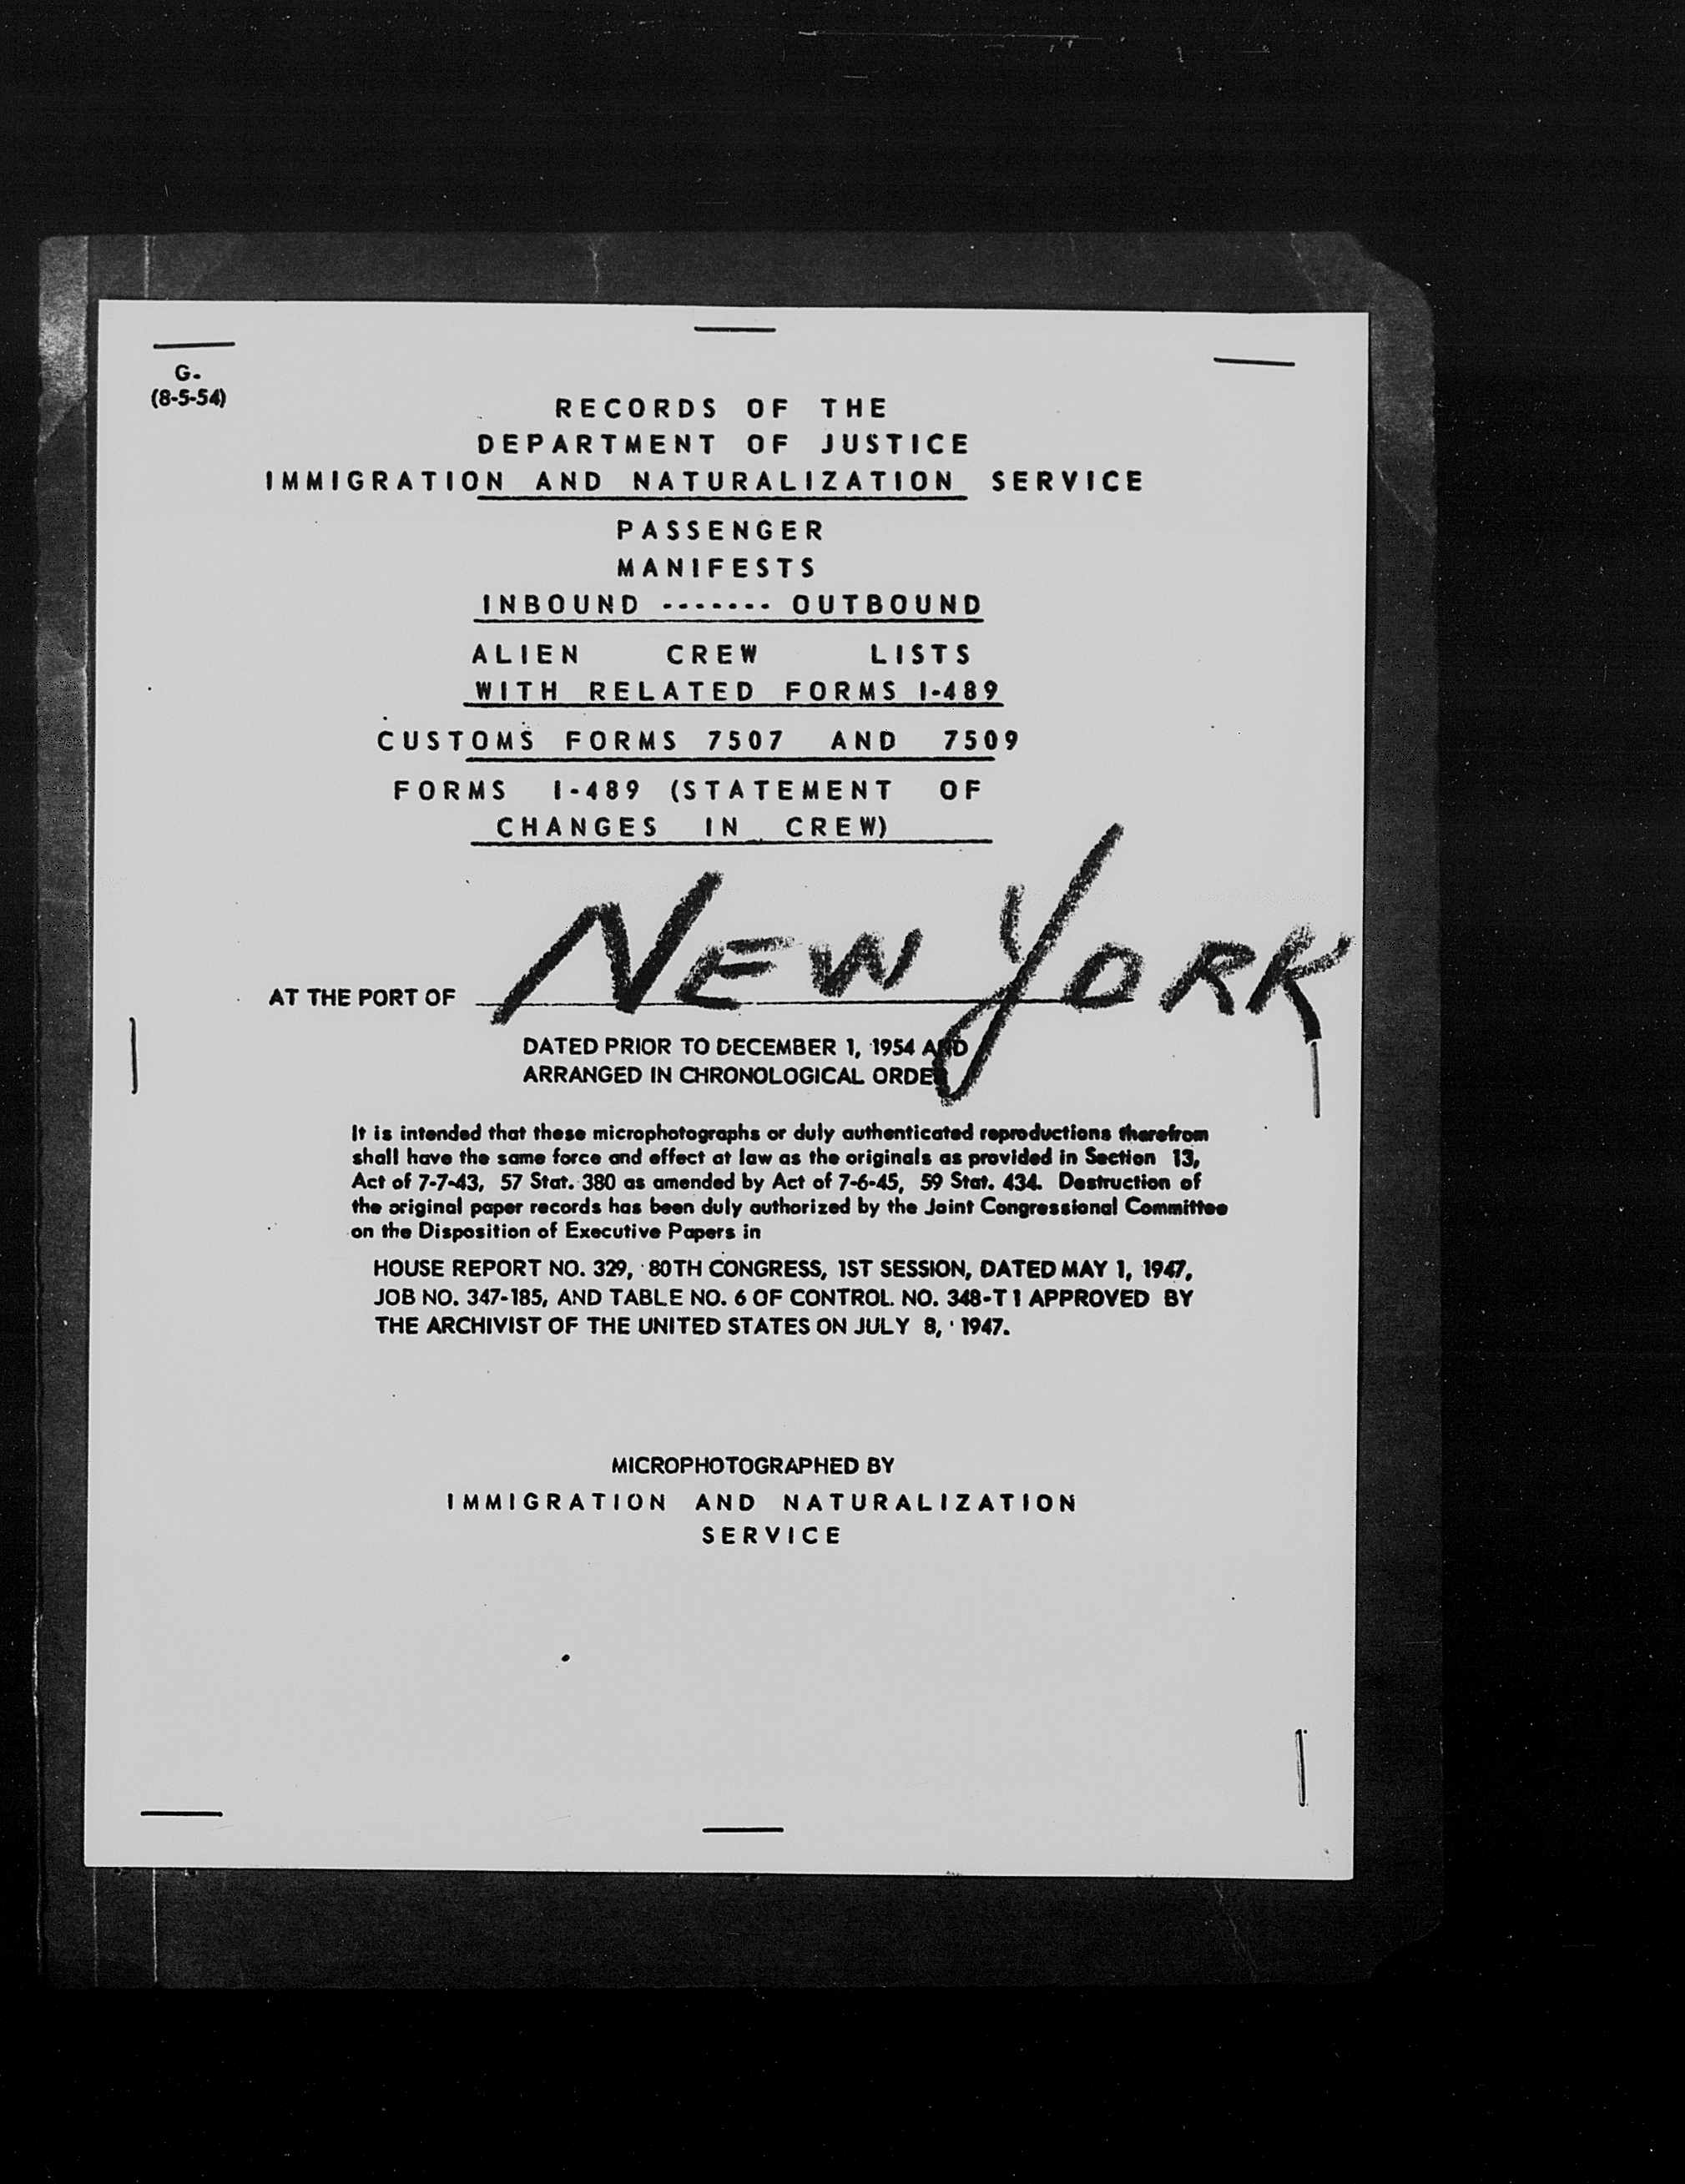 G.
(8-5-54)
RECORDS OF THE
DEPARTMENT OF JUSTICE
IMMIGRATION AND NATURALIZATION SERVICE
PASSENGER
MANIFESTS
INBOUND ------- OUTBOUND
ALIEN CREW LISTS
WITH RELATED FORMS I-489
CUSTOMS FORMS 7507 AND 7509
FORMS I-489 (STATEMENT OF
CHANGES IN CREW)
AT THE PORT OF NEW YORK
DATED PRIOR TO DECEMBER 1, 1954 AND
ARRANGED IN CHRONOLOGICAL ORDER
It is intended that these microphotographs or duly authenticated reproductions therefrom
shall have the same force and effect at law as the originals as provided in Section 13,
Act of 7-7-43, 57 Stat. 380 as amended by Act of 7-6-45, 59 Stat. 434. Destruction of
the original paper records has been duly authorized by the Joint Congressional Committee
on the Disposition of Executive Papers in
HOUSE REPORT NO. 329, 80TH CONGRESS, 1ST SESSION, DATED MAY 1, 1947,
JOB NO. 347-185, AND TABLE NO. 6 OF CONTROL NO. 348-T1 APPROVED BY
THE ARCHIVIST OF THE UNITED STATES ON JULY 8, 1947.
MICROPHOTOGRAPHED BY
IMMIGRATION AND NATURALIZATION
SERVICE